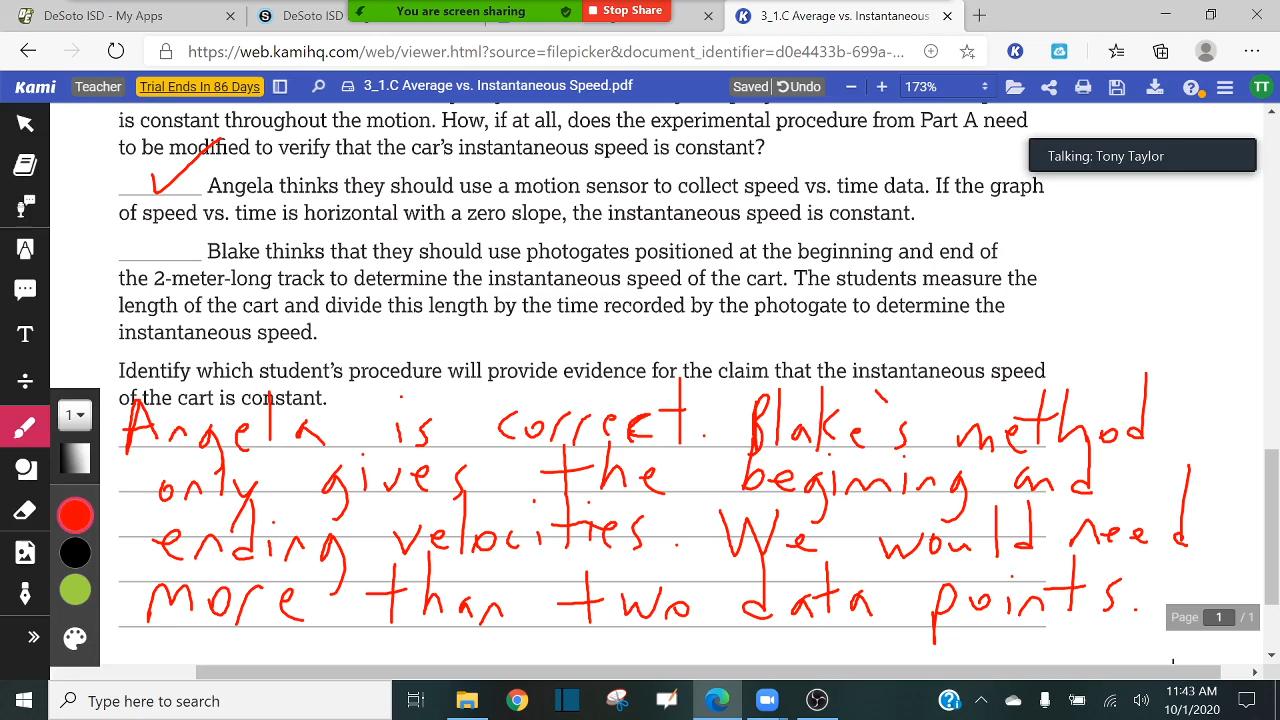 DeSoto ISD - Home
DeSoto ISD
You are screen sharing
Stop Share
3_1.C Average vs. Instantaneous
https://web.kamihq.com/web/viewer.html?source=filepicker&document_identifier=d0e4433b-699a-...
Kami
Teacher
Trial Ends In 86 Days
3_1.C Average vs. Instantaneous Speed.pdf
Saved
Undo
173%
TT
is constant throughout the motion. How, if at all, does the experimental procedure from Part A need
to be modified to verify that the car's instantaneous speed is constant?
Talking: Tony Taylor
Angela thinks they should use a motion sensor to collect speed vs. time data. If the graph
of speed vs. time is horizontal with a zero slope, the instantaneous speed is constant.
Blake thinks that they should use photogates positioned at the beginning and end of
the 2-meter-long track to determine the instantaneous speed of the cart. The students measure the
length of the cart and divide this length by the time recorded by the photogate to determine the
instantaneous speed.
Identify which student's procedure will provide evidence for the claim that the instantaneous speed
of the cart is constant.
Angela is correct. Blake's method
only gives the begining and
ending velocities. We would need
more than two data points.
1
Page 1 / 1
Type here to search
11:43 AM
10/1/2020